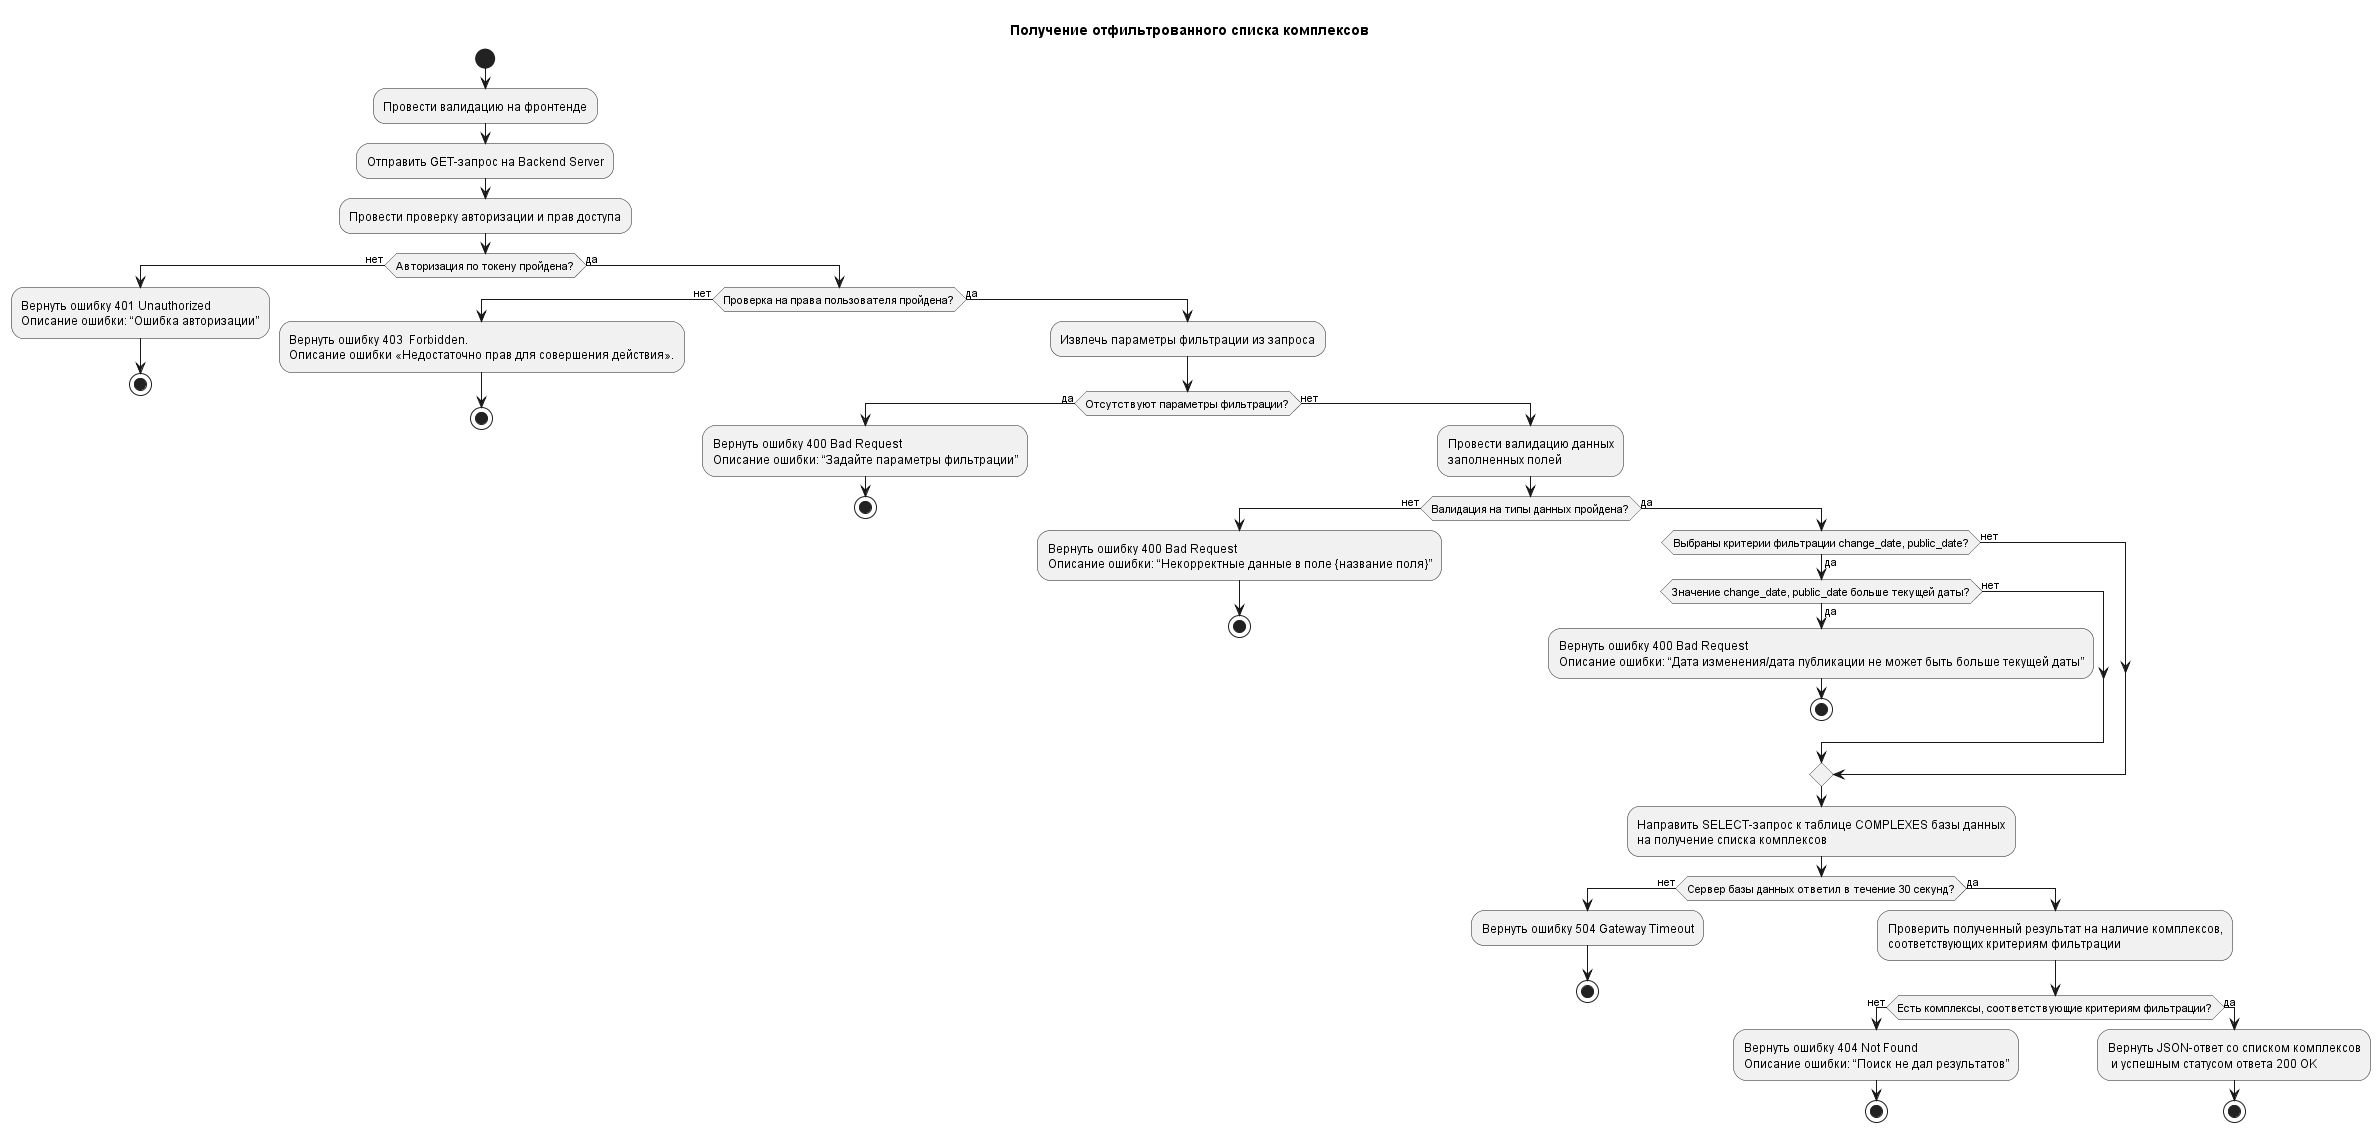 Получение отфильтрованного списка комплексов
Провести валидацию на фронтенде
Отправить GET-запрос на Backend Server
Провести проверку авторизации и прав доступа
нет
Авторизация по токену пройдена?
да
Вернуть ошибку 401 Unauthorized
Описание ошибки: “Ошибка авторизации”
нет
Проверка на права пользователя пройдена?
да
Вернуть ошибку 403  Forbidden.
Описание ошибки «Недостаточно прав для совершения действия».
Извлечь параметры фильтрации из запроса
да
Отсутствуют параметры фильтрации?
нет
Вернуть ошибку 400 Bad Request
Описание ошибки: “Задайте параметры фильтрации”
Провести валидацию данных
заполненных полей
нет
Валидация на типы данных пройдена?
да
Вернуть ошибку 400 Bad Request
Описание ошибки: “Некорректные данные в поле {название поля}”
Выбраны критерии фильтрации change_date, public_date?
нет
да
Значение change_date, public_date больше текущей даты?
нет
да
Вернуть ошибку 400 Bad Request
Описание ошибки: “Дата изменения/дата публикации не может быть больше текущей даты”
Направить SELECT-запрос к таблице COMPLEXES базы данных
на получение списка комплексов
нет
Сервер базы данных ответил в течение 30 секунд?
да
Вернуть ошибку 504 Gateway Timeout
Проверить полученный результат на наличие комплексов,
соответствующих критериям фильтрации
нет
Есть комплексы, соответствующие критериям фильтрации?
да
Вернуть ошибку 404 Not Found
Описание ошибки: “Поиск не дал результатов”
Вернуть JSON-ответ со списком комплексов
и успешным статусом ответа 200 OK